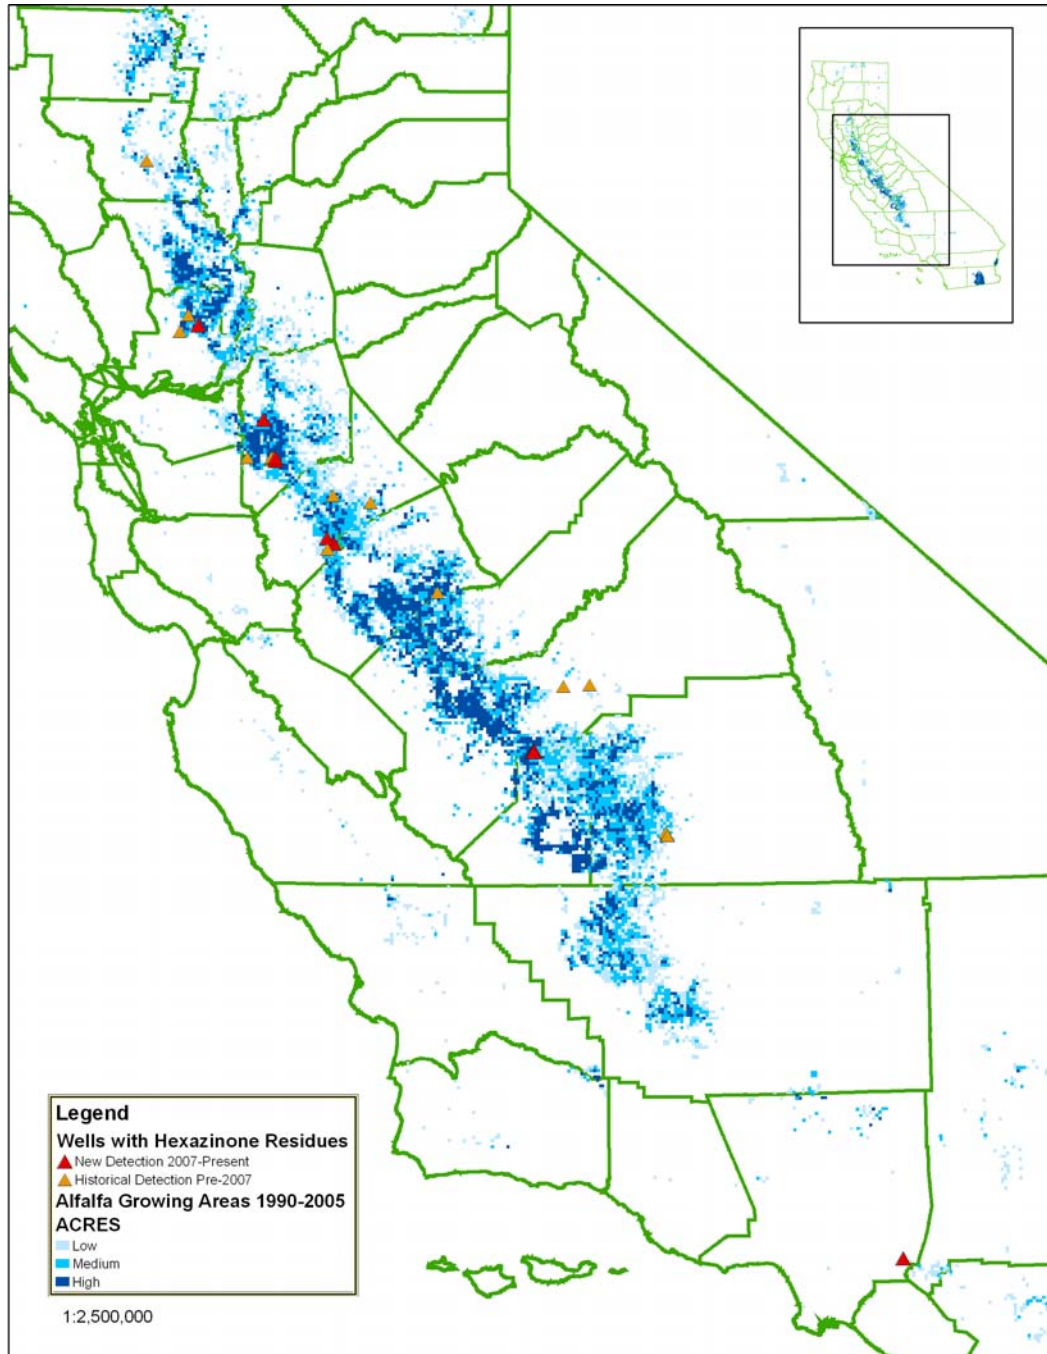 Legend
Wells with Hexazinone Residues
New Detection 2007-Present
Historical Detection Pre-2007
Alfalfa Growing Areas 1990-2005
ACRES
Low
Medium
High
1:2,500,000